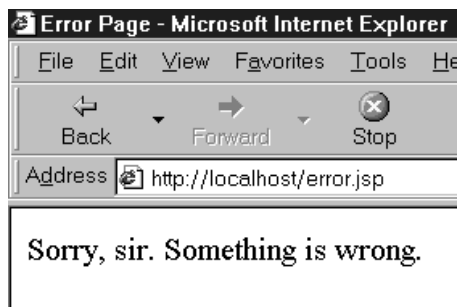 Error Page - Microsoft Internet Explorer
File Edit View Favorites Tools He
Back Forward Stop
Address http://localhost/error.jsp
Sorry, sir. Something is wrong.